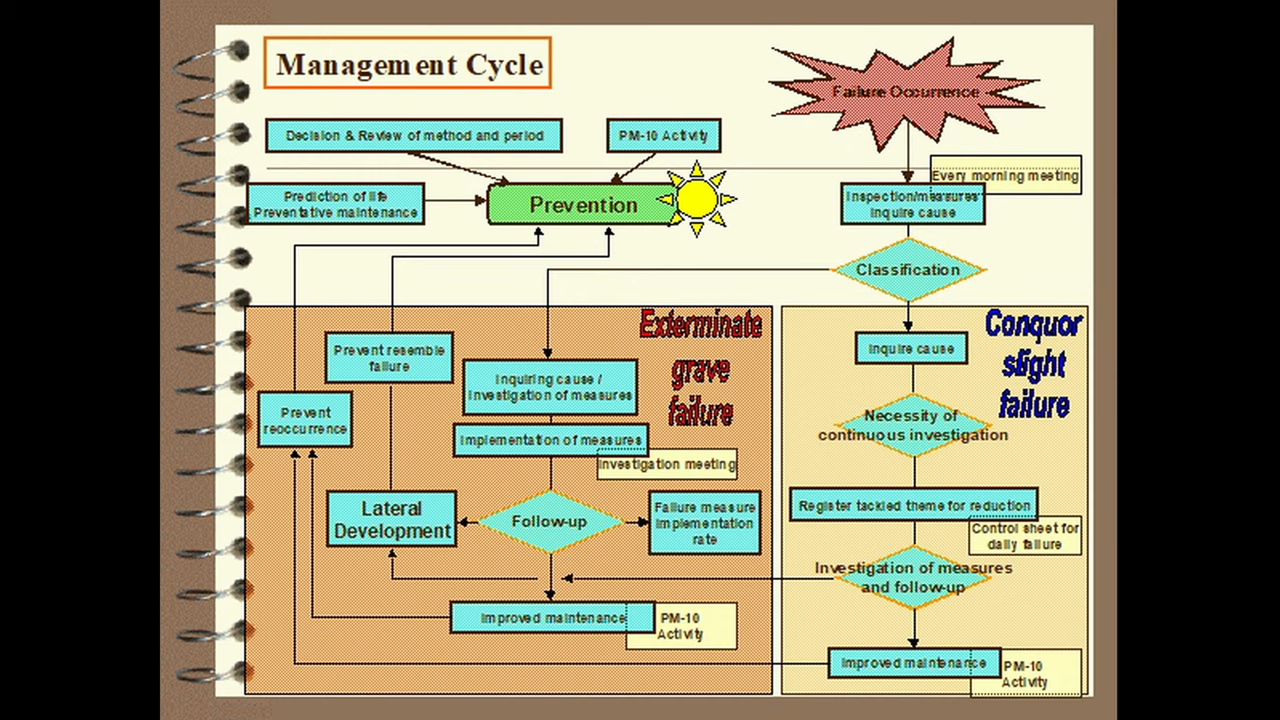 Management Cycle
Failure Occurrence
Decision & Review of method and period
PM-10 Activity
Every morning meeting
Prediction of life
Preventative maintenance
Prevention
Inspection/measures
Inquire cause
Classification
Exterminate
grave
failure
Conquor
slight
failure
Prevent resemble
failure
Inquire cause
Inquiring cause /
Investigation of measures
Prevent
reoccurrence
Necessity of
continuous investigation
Implementation of measures
Investigation meeting
Lateral
Development
Follow-up
Failure measure
implementation
rate
Register tackled theme for reduction
Control sheet for
daily failure
Investigation of measures
and follow-up
Improved maintenance
PM-10
Activity
Improved maintenance
PM-10
Activity